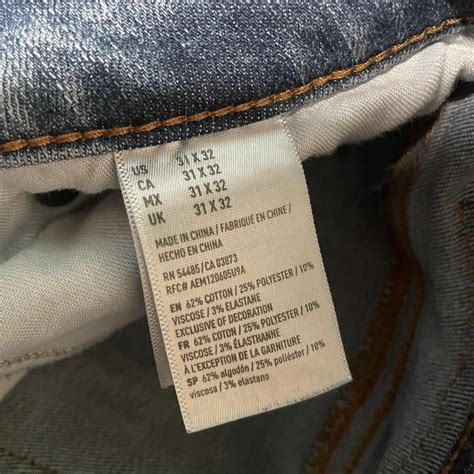 US 31 X 32
CA 31 X 32
MX 31 X 32
UK 31 X 32
MADE IN CHINA / FABRIQUÉ EN CHINE /
HECHO EN CHINA
RN 54485 / CA 03873
RFC# AEM120605U9A
EN 62% COTTON / 25% POLYESTER / 10%
VISCOSE / 3% ELASTANE
EXCLUSIVE OF DECORATION
FR 62% COTON / 25% POLYESTER / 10%
VISCOSE / 3% ÉLASTHANNE
À L'EXCEPTION DE LA GARNITURE
SP 62% algodón / 25% poliéster / 10%
viscosa / 3% elastano